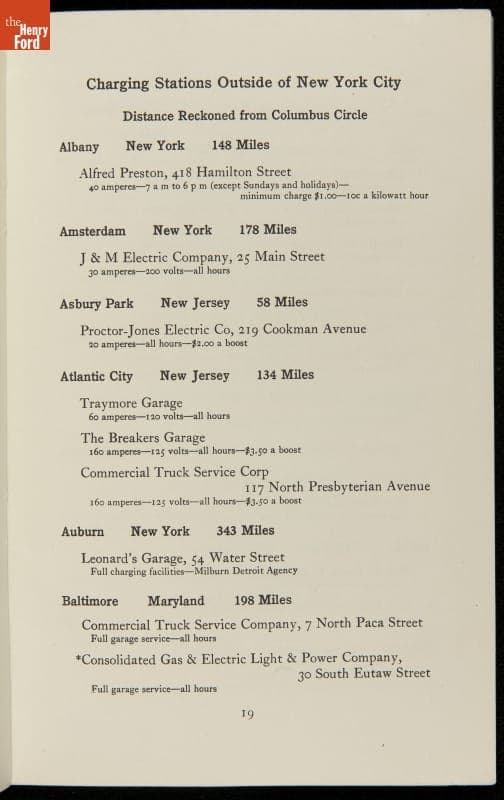 the
Henry
Ford
Charging Stations Outside of New York City
Distance Reckoned from Columbus Circle
Albany New York 148 Miles
Alfred Preston, 418 Hamilton Street
40 amperes—7 a m to 6 p m (except Sundays and holidays)—
minimum charge $1.00—10c a kilowatt hour
Amsterdam New York 178 Miles
J & M Electric Company, 25 Main Street
30 amperes—200 volts—all hours
Asbury Park New Jersey 58 Miles
Proctor-Jones Electric Co, 219 Cookman Avenue
20 amperes—all hours—$2.00 a boost
Atlantic City New Jersey 134 Miles
Traymore Garage
60 amperes—120 volts—all hours
The Breakers Garage
160 amperes—125 volts—all hours—$3.50 a boost
Commercial Truck Service Corp
117 North Presbyterian Avenue
160 amperes—125 volts—all hours—$3.50 a boost
Auburn New York 343 Miles
Leonard's Garage, 54 Water Street
Full charging facilities—Milburn Detroit Agency
Baltimore Maryland 198 Miles
Commercial Truck Service Company, 7 North Paca Street
Full garage service—all hours
*Consolidated Gas & Electric Light & Power Company,
30 South Eutaw Street
Full garage service—all hours
19